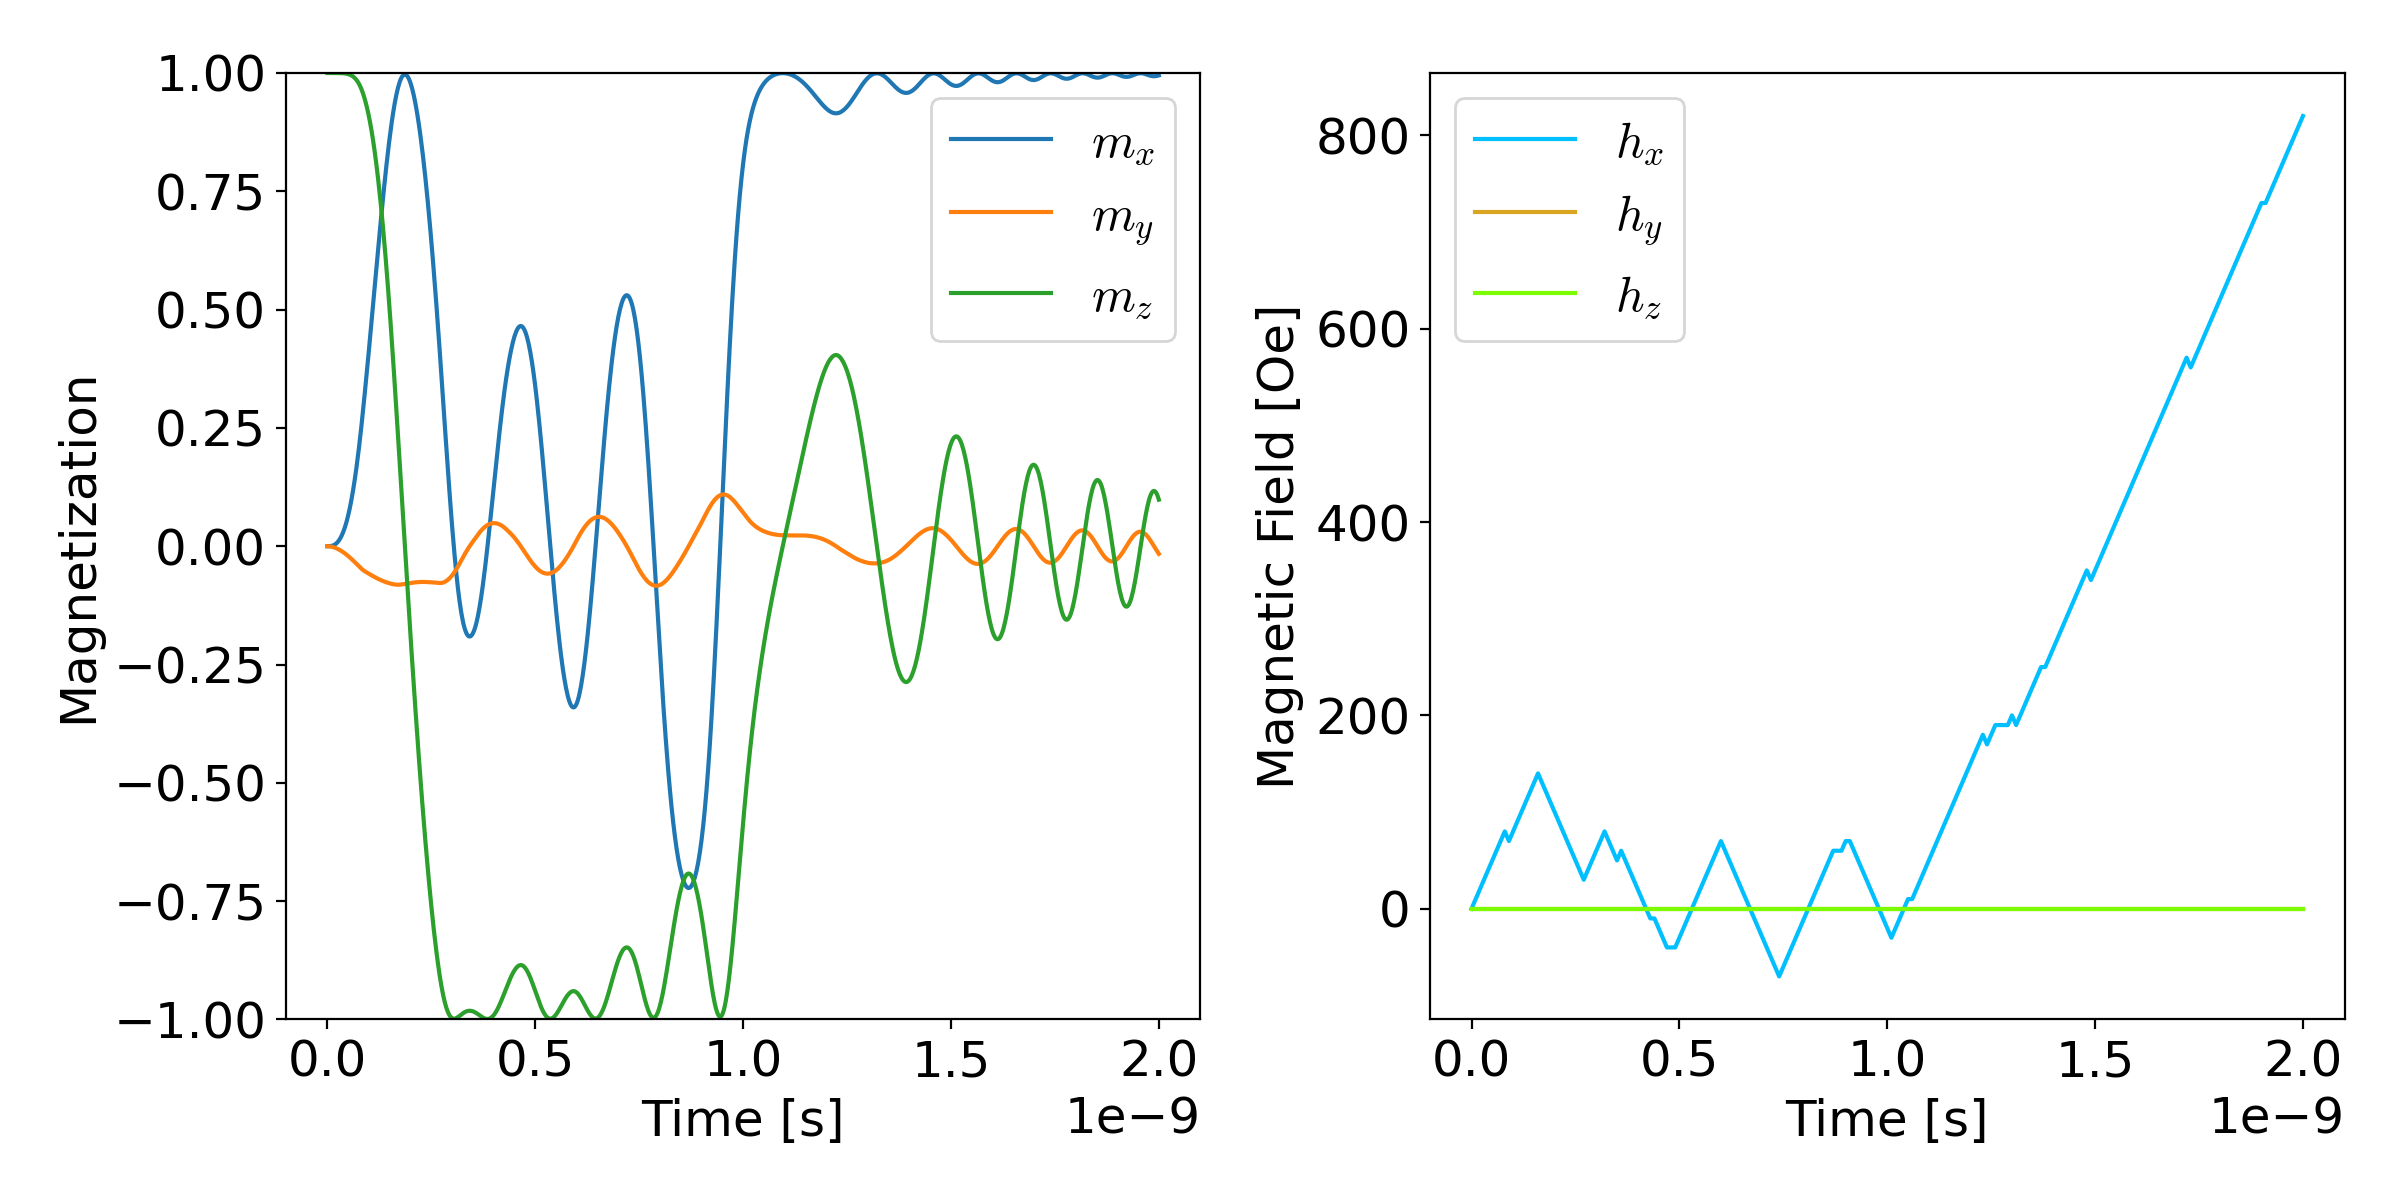 1.00
0.75
0.50
0.25
0.00
−0.25
−0.50
−0.75
−1.00
Magnetization
0.0 0.5 1.0 1.5 2.0
Time [s]
1e−9
m_x
m_y
m_z
800
600
400
200
0
Magnetic Field [Oe]
0.0 0.5 1.0 1.5 2.0
Time [s]
1e−9
h_x
h_y
h_z